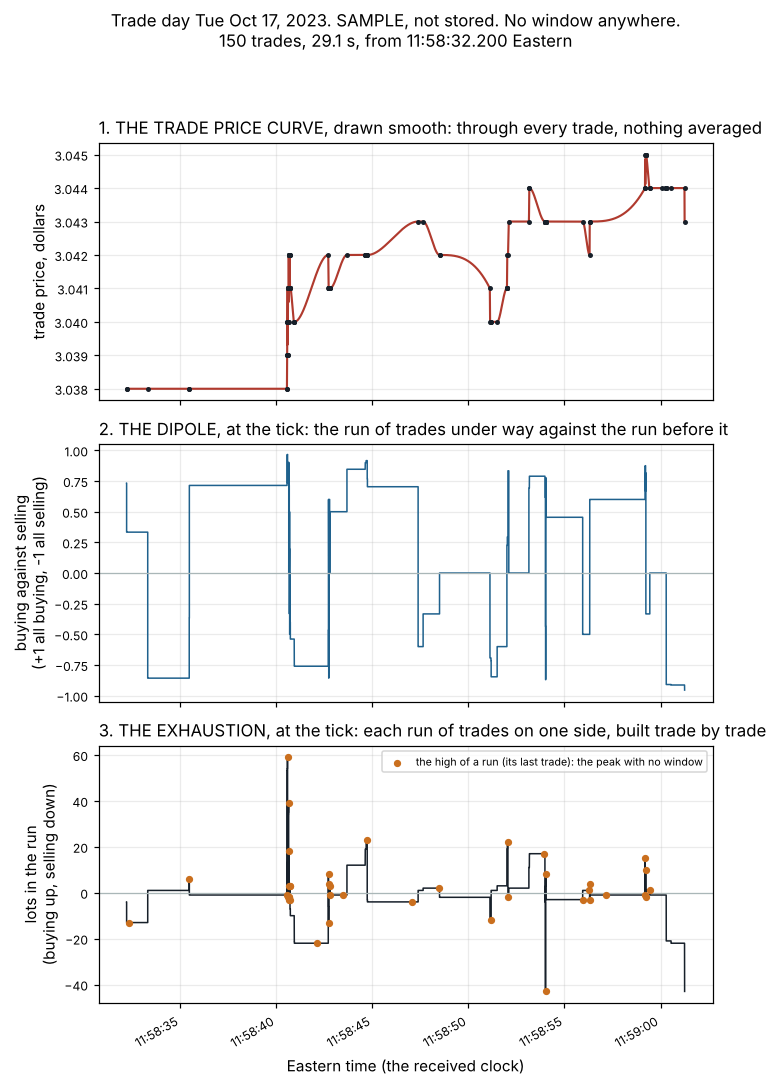 Trade day Tue Oct 17, 2023. SAMPLE, not stored. No window anywhere.
150 trades, 29.1 s, from 11:58:32.200 Eastern
1. THE TRADE PRICE CURVE, drawn smooth: through every trade, nothing averaged
3.045
3.044
3.043
3.042
3.041
3.040
3.039
3.038
trade price, dollars
2. THE DIPOLE, at the tick: the run of trades under way against the run before it
1.00
0.75
0.50
0.25
0.00
−0.25
−0.50
−0.75
−1.00
buying against selling
(+1 all buying, -1 all selling)
3. THE EXHAUSTION, at the tick: each run of trades on one side, built trade by trade
the high of a run (its last trade): the peak with no window
60
40
20
0
−20
−40
lots in the run
(buying up, selling down)
11:58:35
11:58:40
11:58:45
11:58:50
11:58:55
11:59:00
Eastern time (the received clock)